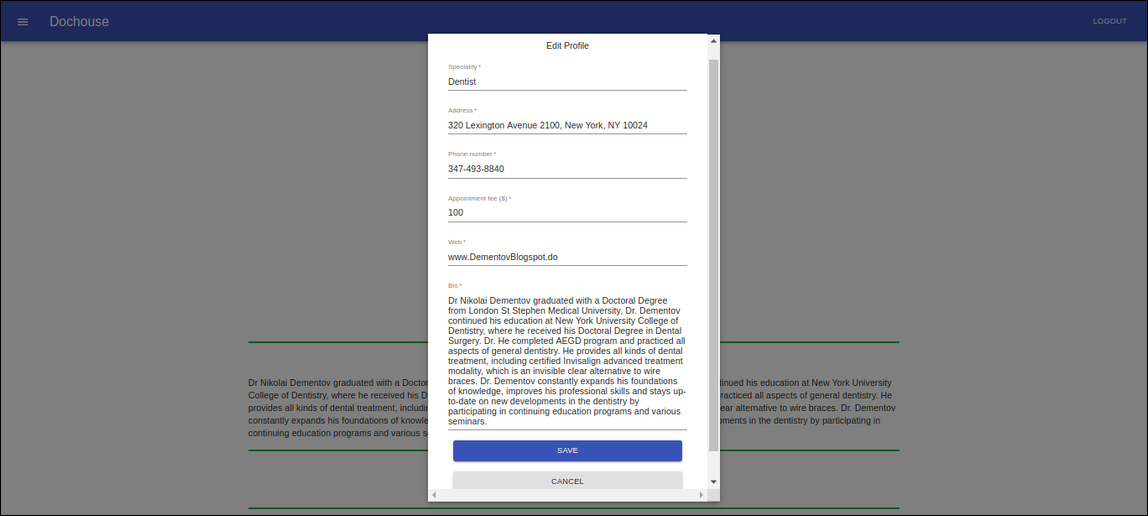 Dochouse
LOGOUT
Edit Profile
Speciality *
Dentist
Address *
320 Lexington Avenue 2100, New York, NY 10024
Phone number *
347-493-8840
Appointment fee ($) *
100
Web *
www.DementovBlogspot.do
Bio *
Dr Nikolai Dementov graduated with a Doctoral Degree
from London St Stephen Medical University, Dr. Dementov
continued his education at New York University College of
Dentistry, where he received his Doctoral Degree in Dental
Surgery. Dr. He completed AEGD program and practiced all
aspects of general dentistry. He provides all kinds of dental
treatment, including certified Invisalign advanced treatment
modality, which is an invisible clear alternative to wire
braces. Dr. Dementov constantly expands his foundations
of knowledge, improves his professional skills and stays up-
to-date on new developments in the dentistry by
participating in continuing education programs and various
seminars.
SAVE
CANCEL
Dr Nikolai Dementov graduated with a Doctor
College of Dentistry, where he received his D
provides all kinds of dental treatment, includin
constantly expands his foundations of knowle
continuing education programs and various s
tinued his education at New York University
racticed all aspects of general dentistry. He
ear alternative to wire braces. Dr. Dementov
pments in the dentistry by participating in